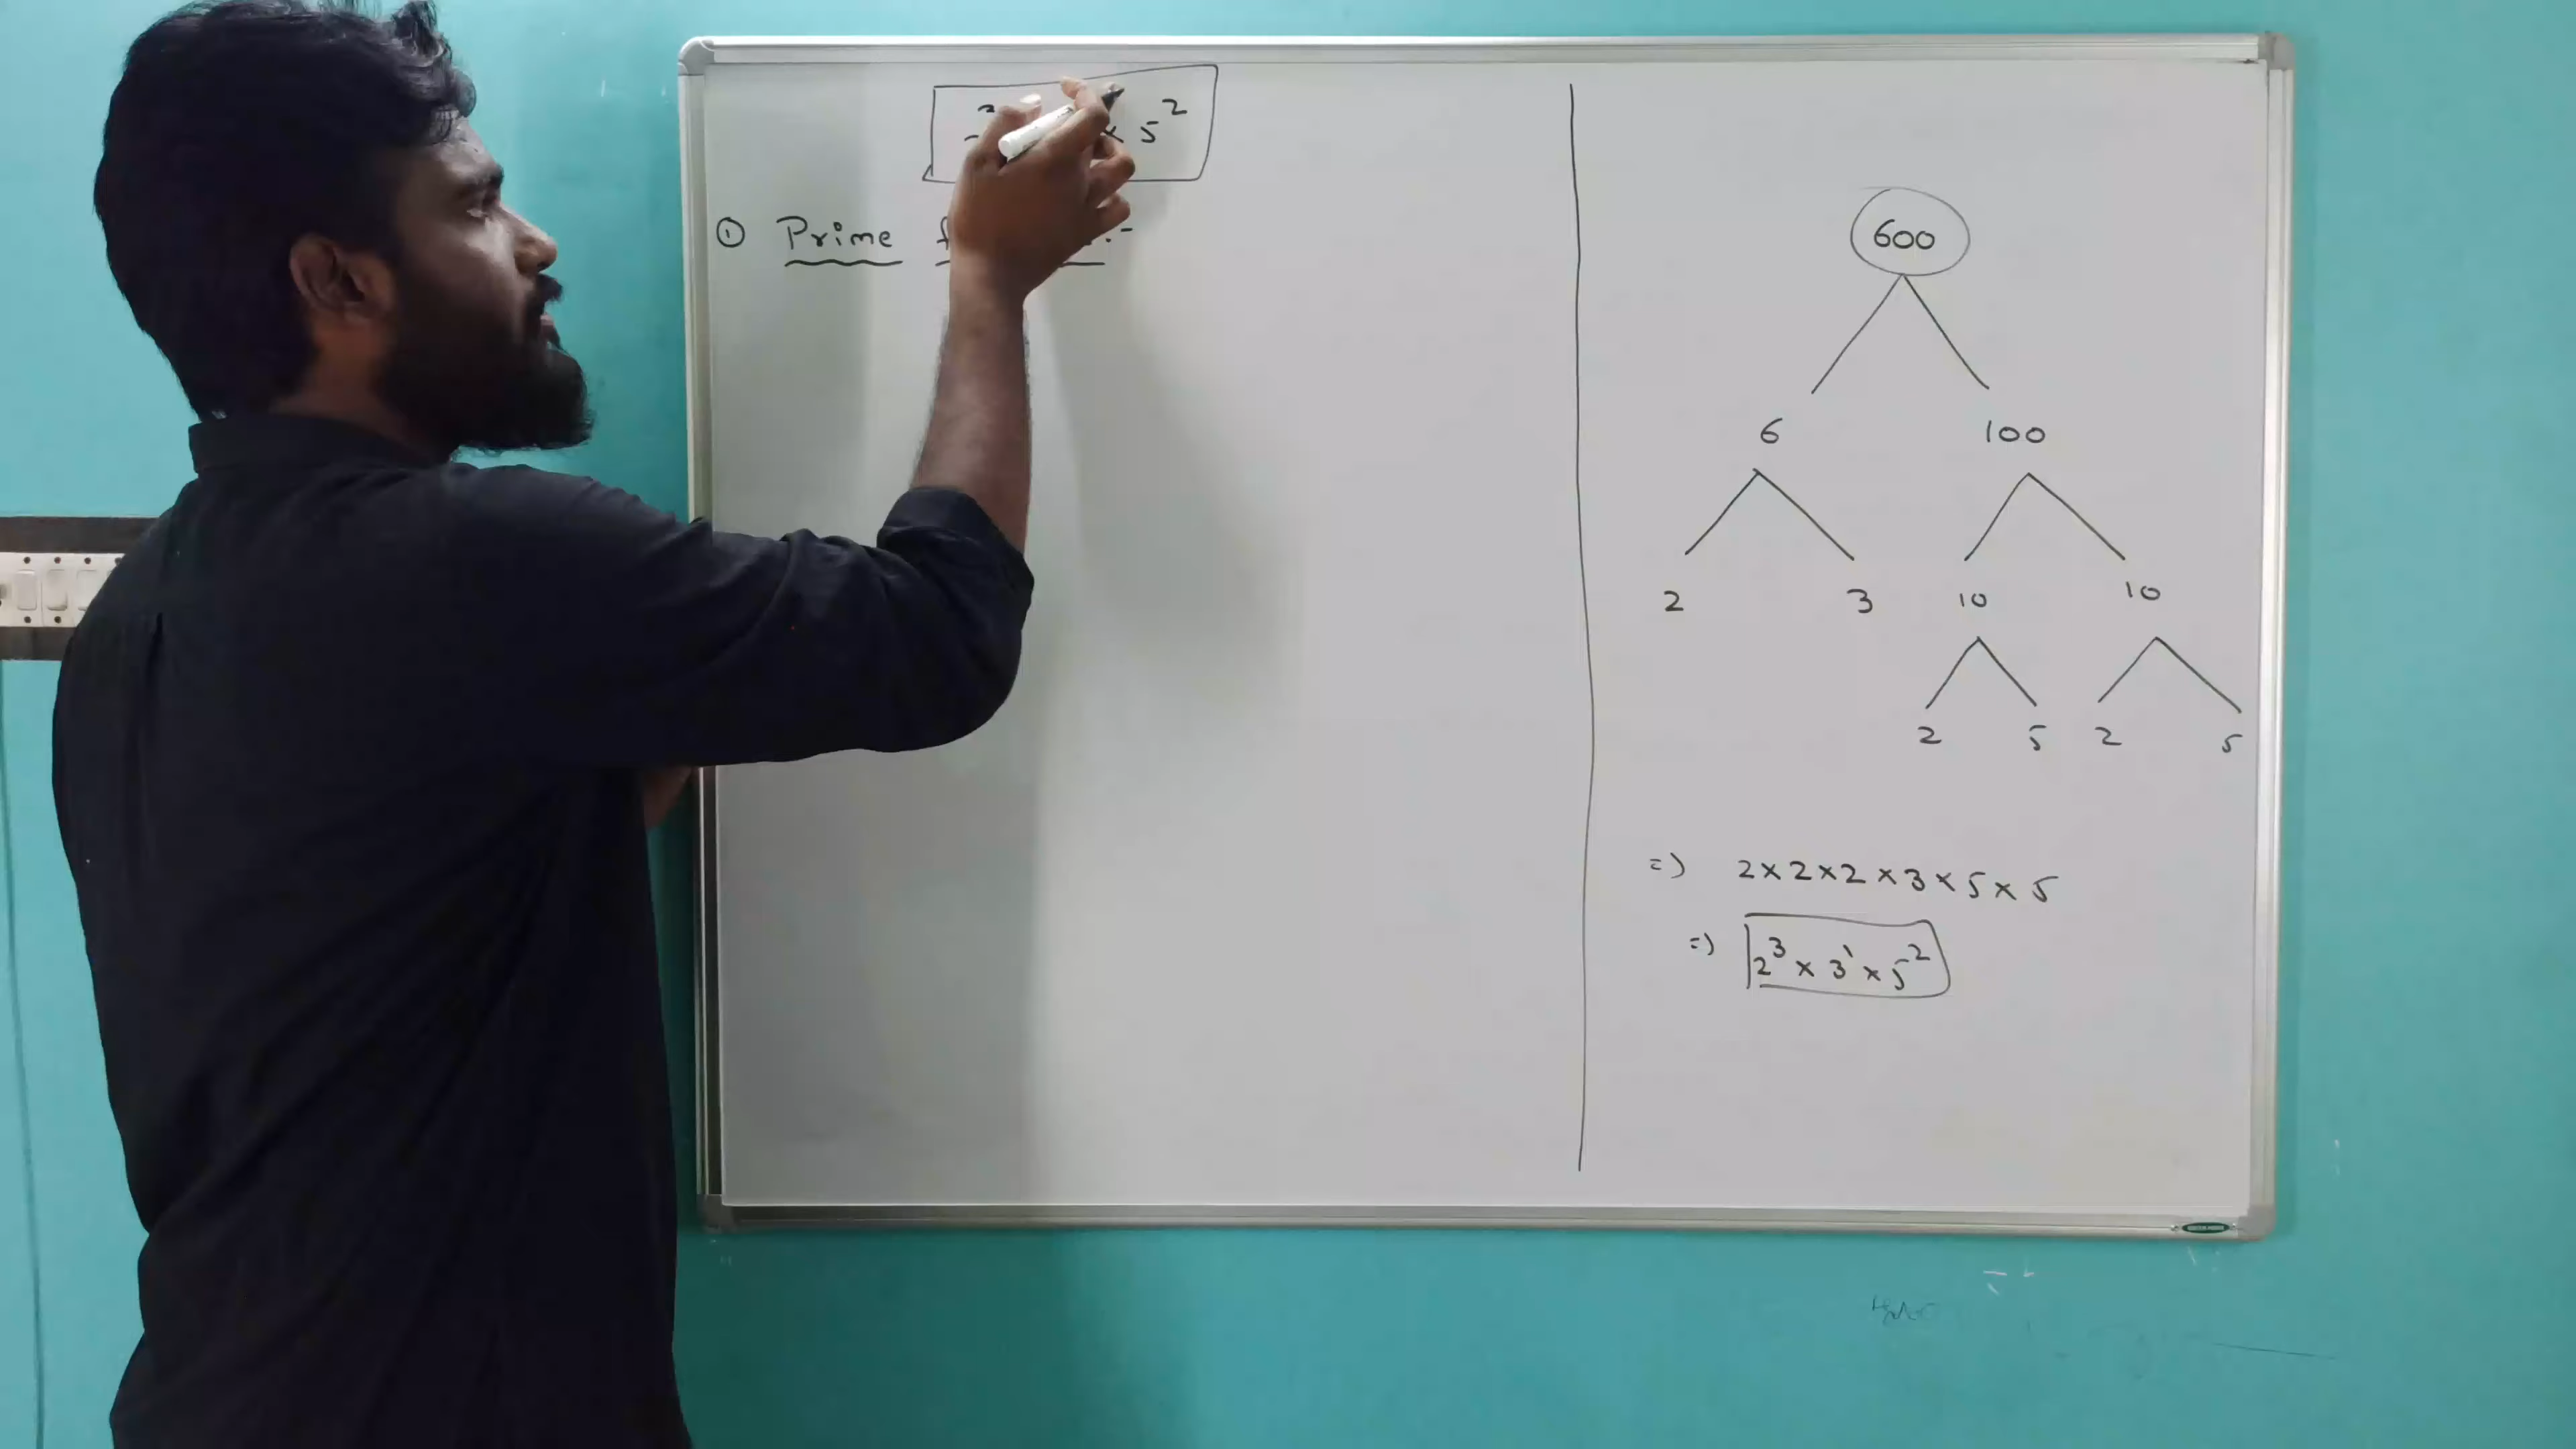 × 5²
① Prime
600
6 100
2 3 10 10
2 5 2 5
=) 2×2×2×3×5×5
=) 2³ × 3¹ × 5²